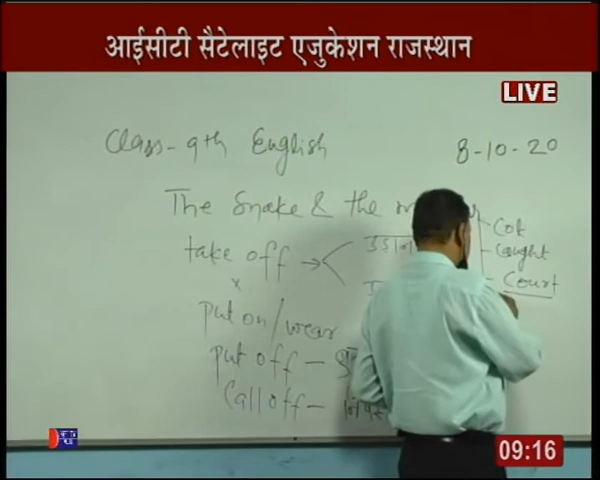 आईसीटी सैटेलाइट एजुकेशन राजस्थान
LIVE
Class - 9th English
8-10-20
The Snake & the
take off → उड़ान
x
Put on / wear
Put off -
Call off -
Cot
Caught
Court
09:16